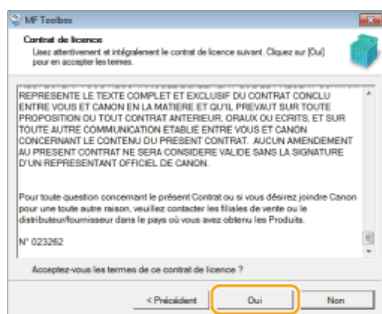 MF Toolbox
Contrat de licence
Lisez attentivement et intégralement le contrat de licence suivant. Cliquez sur [Oui]
pour en accepter les termes.
REPRESENTE LE TEXTE COMPLET ET EXCLUSIF DU CONTRAT CONCLU
ENTRE VOUS ET CANON EN LA MATIERE ET QU'IL PREVAUT SUR TOUTE
PROPOSITION OU TOUT CONTRAT ANTERIEUR, ORAUX OU ECRITS, ET SUR
TOUTE AUTRE COMMUNICATION ETABLIE ENTRE VOUS ET CANON
CONCERNANT LE CONTENU DU PRESENT CONTRAT. AUCUN AMENDEMENT
AU PRESENT CONTRAT NE SERA CONSIDERE VALIDE SANS LA SIGNATURE
D'UN REPRESENTANT OFFICIEL DE CANON.
Pour toute question concernant le présent Contrat ou si vous désirez joindre Canon
pour une toute autre raison, veuillez contacter les filiales de vente ou le
distributeur/fournisseur dans le pays où vous avez obtenu les Produits.
N° 023262
Acceptez-vous les termes de ce contrat de licence ?
< Précédent Oui Non